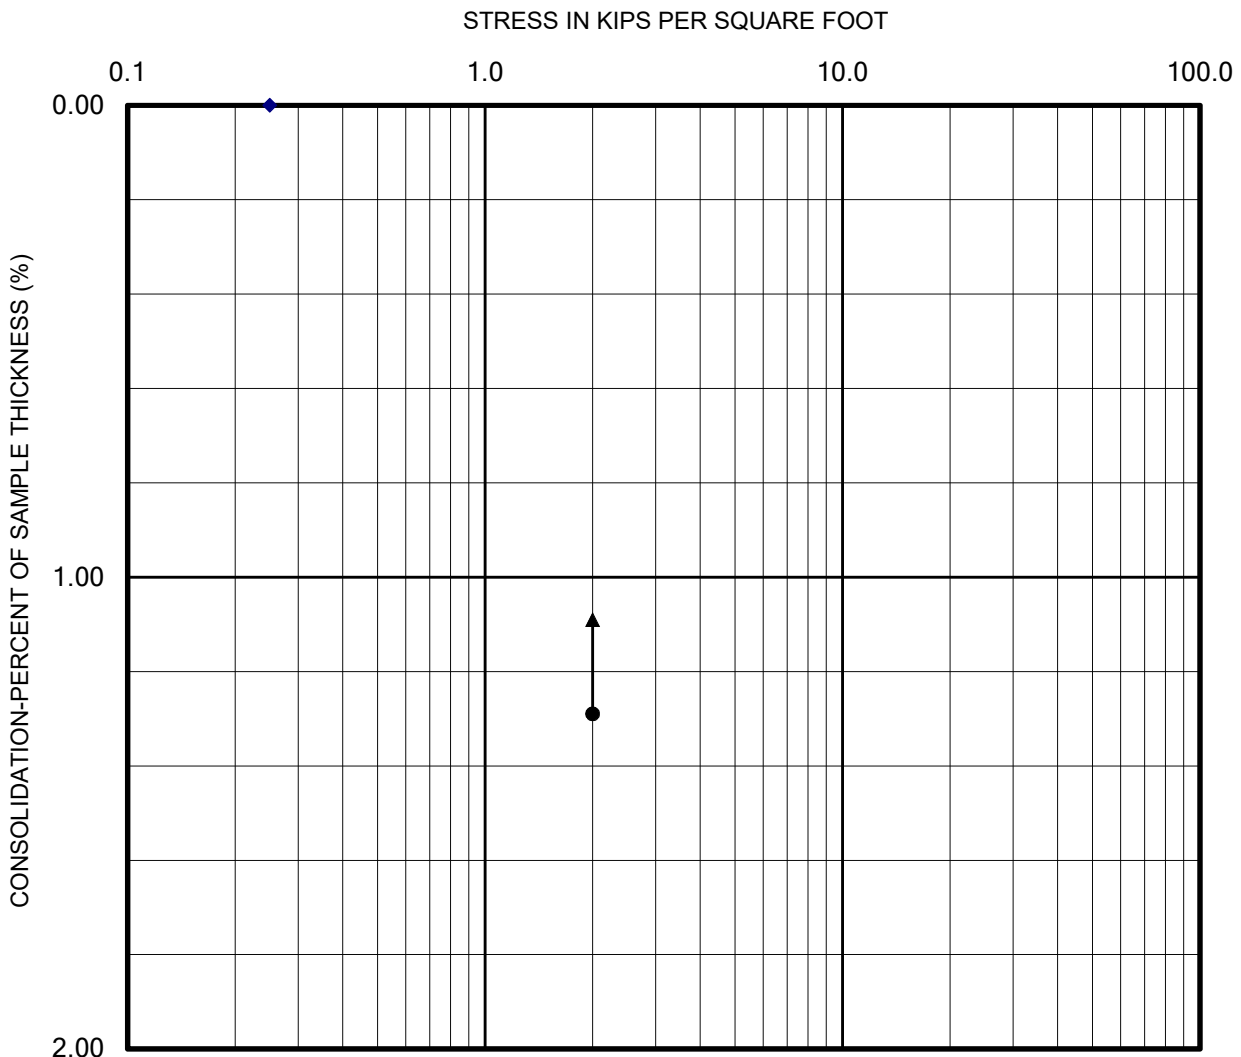 STRESS IN KIPS PER SQUARE FOOT
0.1 1.0 10.0 100.0
0.00
CONSOLIDATION-PERCENT OF SAMPLE THICKNESS (%)
1.00
2.00